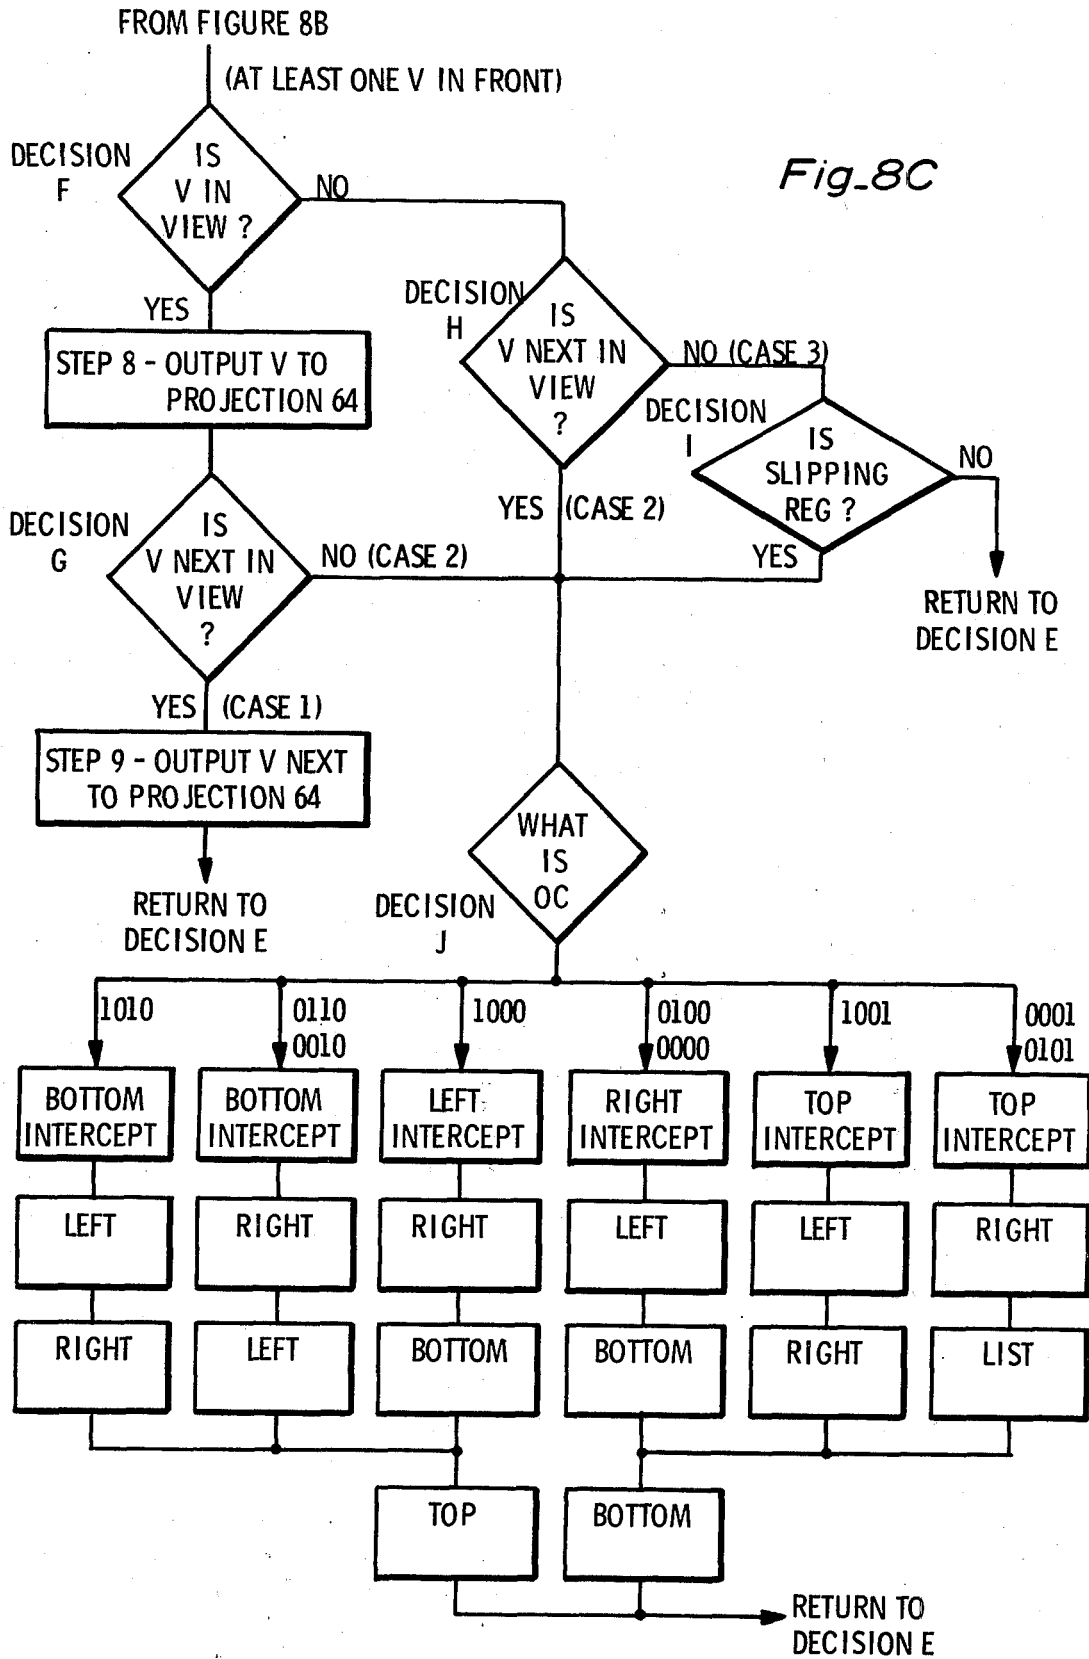 FROM FIGURE 8B
(AT LEAST ONE V IN FRONT)
DECISION
F
IS
V IN
VIEW ?
NO
Fig_8C
YES
STEP 8 - OUTPUT V TO
PROJECTION 64
DECISION
H
IS
V NEXT IN
VIEW
?
NO (CASE 3)
DECISION
I
IS
SLIPPING
REG ?
NO
YES (CASE 2)
YES
RETURN TO
DECISION E
DECISION
G
IS
V NEXT IN
VIEW
?
NO (CASE 2)
YES (CASE 1)
STEP 9 - OUTPUT V NEXT
TO PROJECTION 64
RETURN TO
DECISION E
WHAT
IS
OC
DECISION
J
1010
0110
0010
1000
0100
0000
1001
0001
0101
BOTTOM
INTERCEPT
BOTTOM
INTERCEPT
LEFT
INTERCEPT
RIGHT
INTERCEPT
TOP
INTERCEPT
TOP
INTERCEPT
LEFT
RIGHT
RIGHT
LEFT
LEFT
RIGHT
RIGHT
LEFT
BOTTOM
BOTTOM
RIGHT
LIST
TOP
BOTTOM
RETURN TO
DECISION E